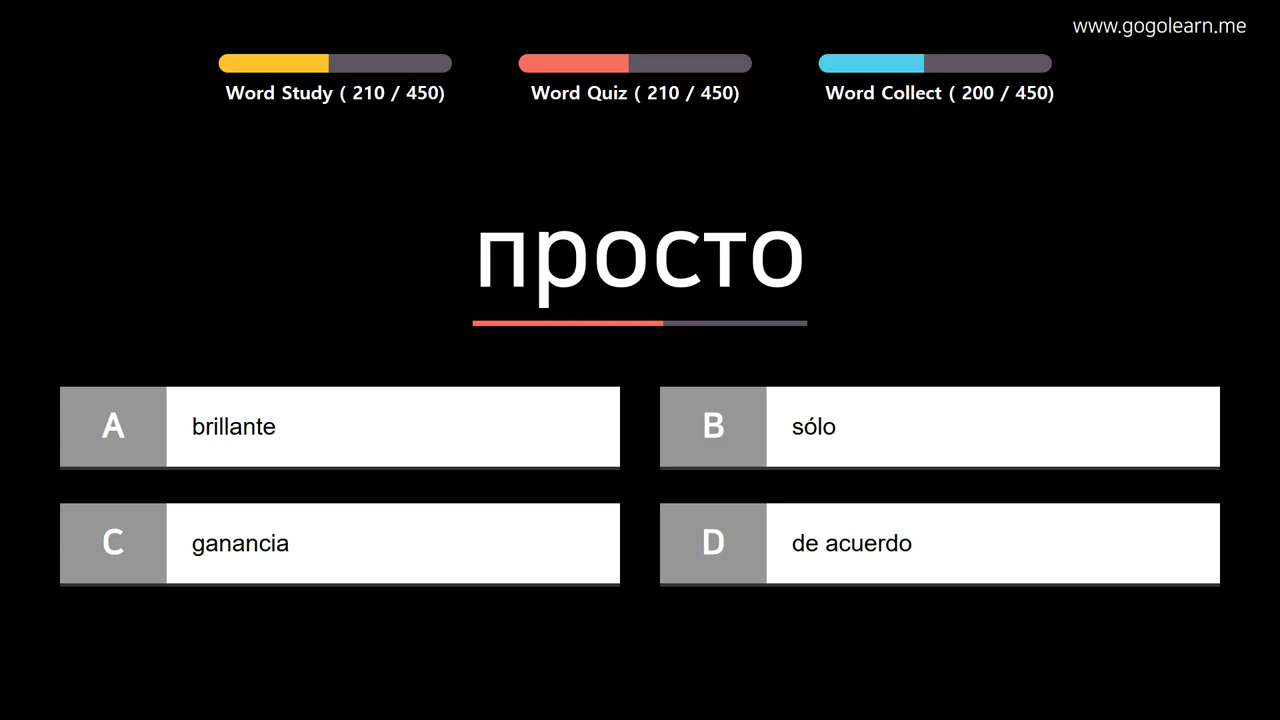 www.gogolearn.me
Word Study ( 210 / 450)
Word Quiz ( 210 / 450)
Word Collect ( 200 / 450)
просто
A brillante
B sólo
C ganancia
D de acuerdo